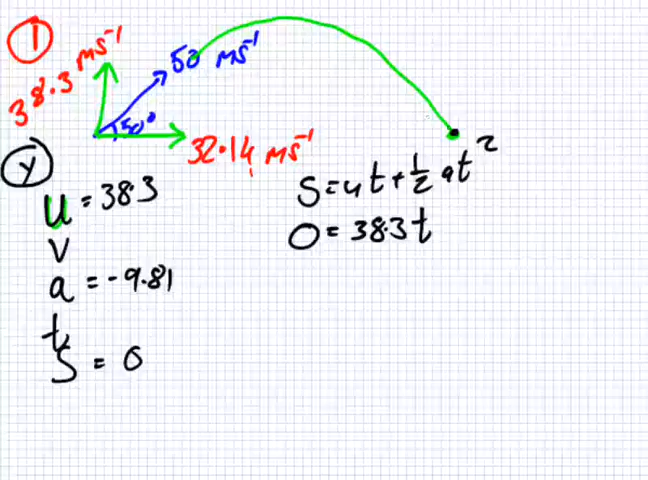 1
38.3 ms⁻¹
50 ms⁻¹
50°
32.14 ms⁻¹
Y
u = 38.3
v
a = -9.81
t
S = 0
S = ut + ½ at²
0 = 38.3t